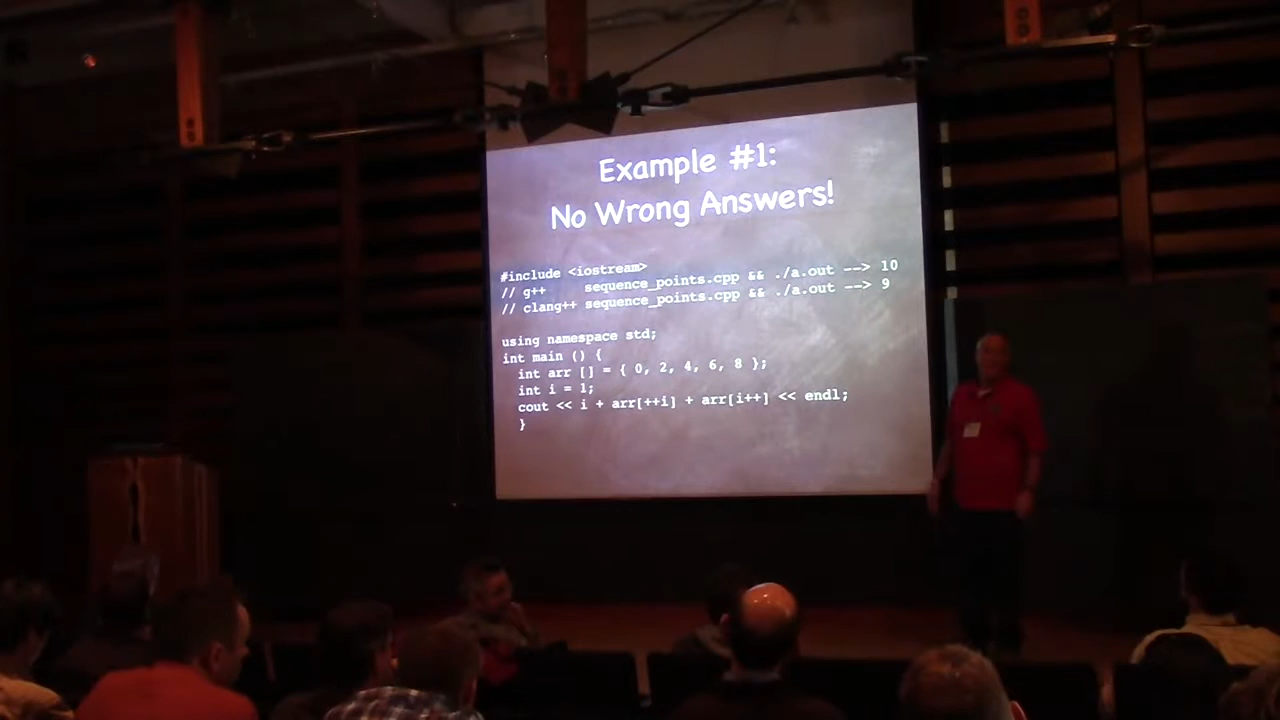 Example #1:
No Wrong Answers!
#include <iostream>
// g++     sequence_points.cpp && ./a.out --> 10
// clang++ sequence_points.cpp && ./a.out --> 9
using namespace std;
int main () {
  int arr [] = { 0, 2, 4, 6, 8 };
  int i = 1;
  cout << i + arr[++i] + arr[i++] << endl;
  }